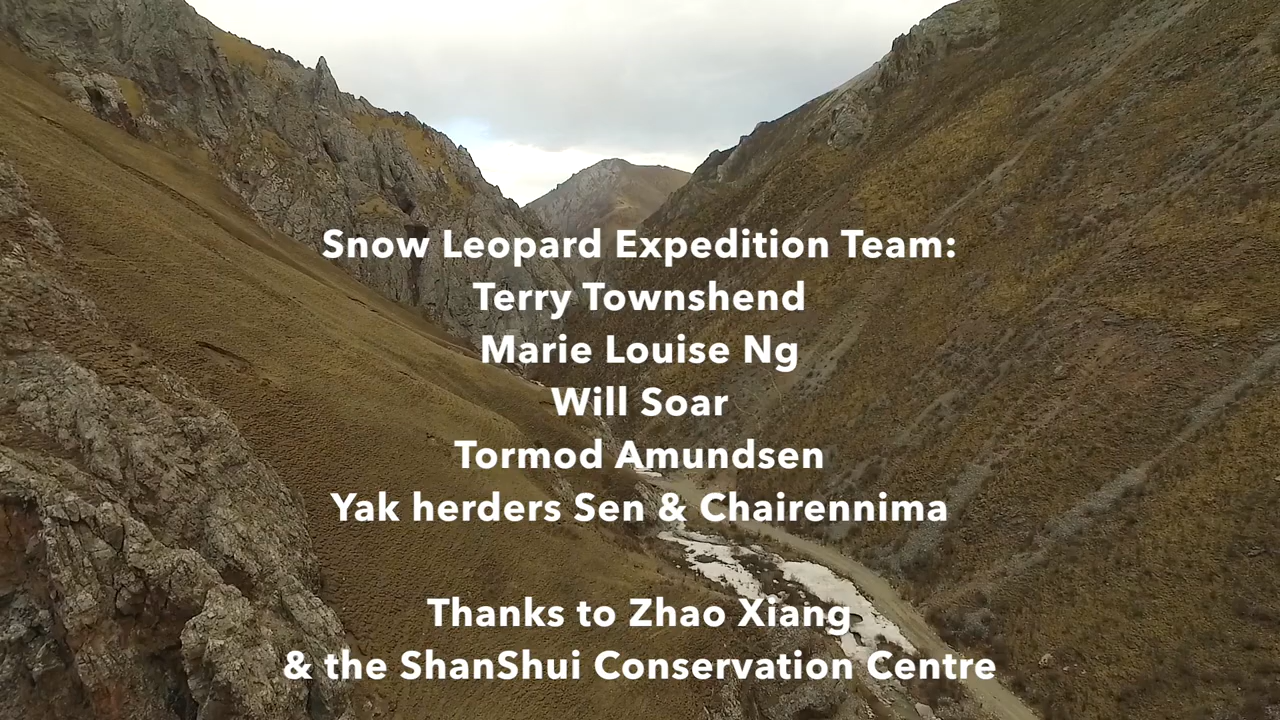 Snow Leopard Expedition Team:
Terry Townshend
Marie Louise Ng
Will Soar
Tormod Amundsen
Yak herders Sen & Chairennima
Thanks to Zhao Xiang
& the ShanShui Conservation Centre